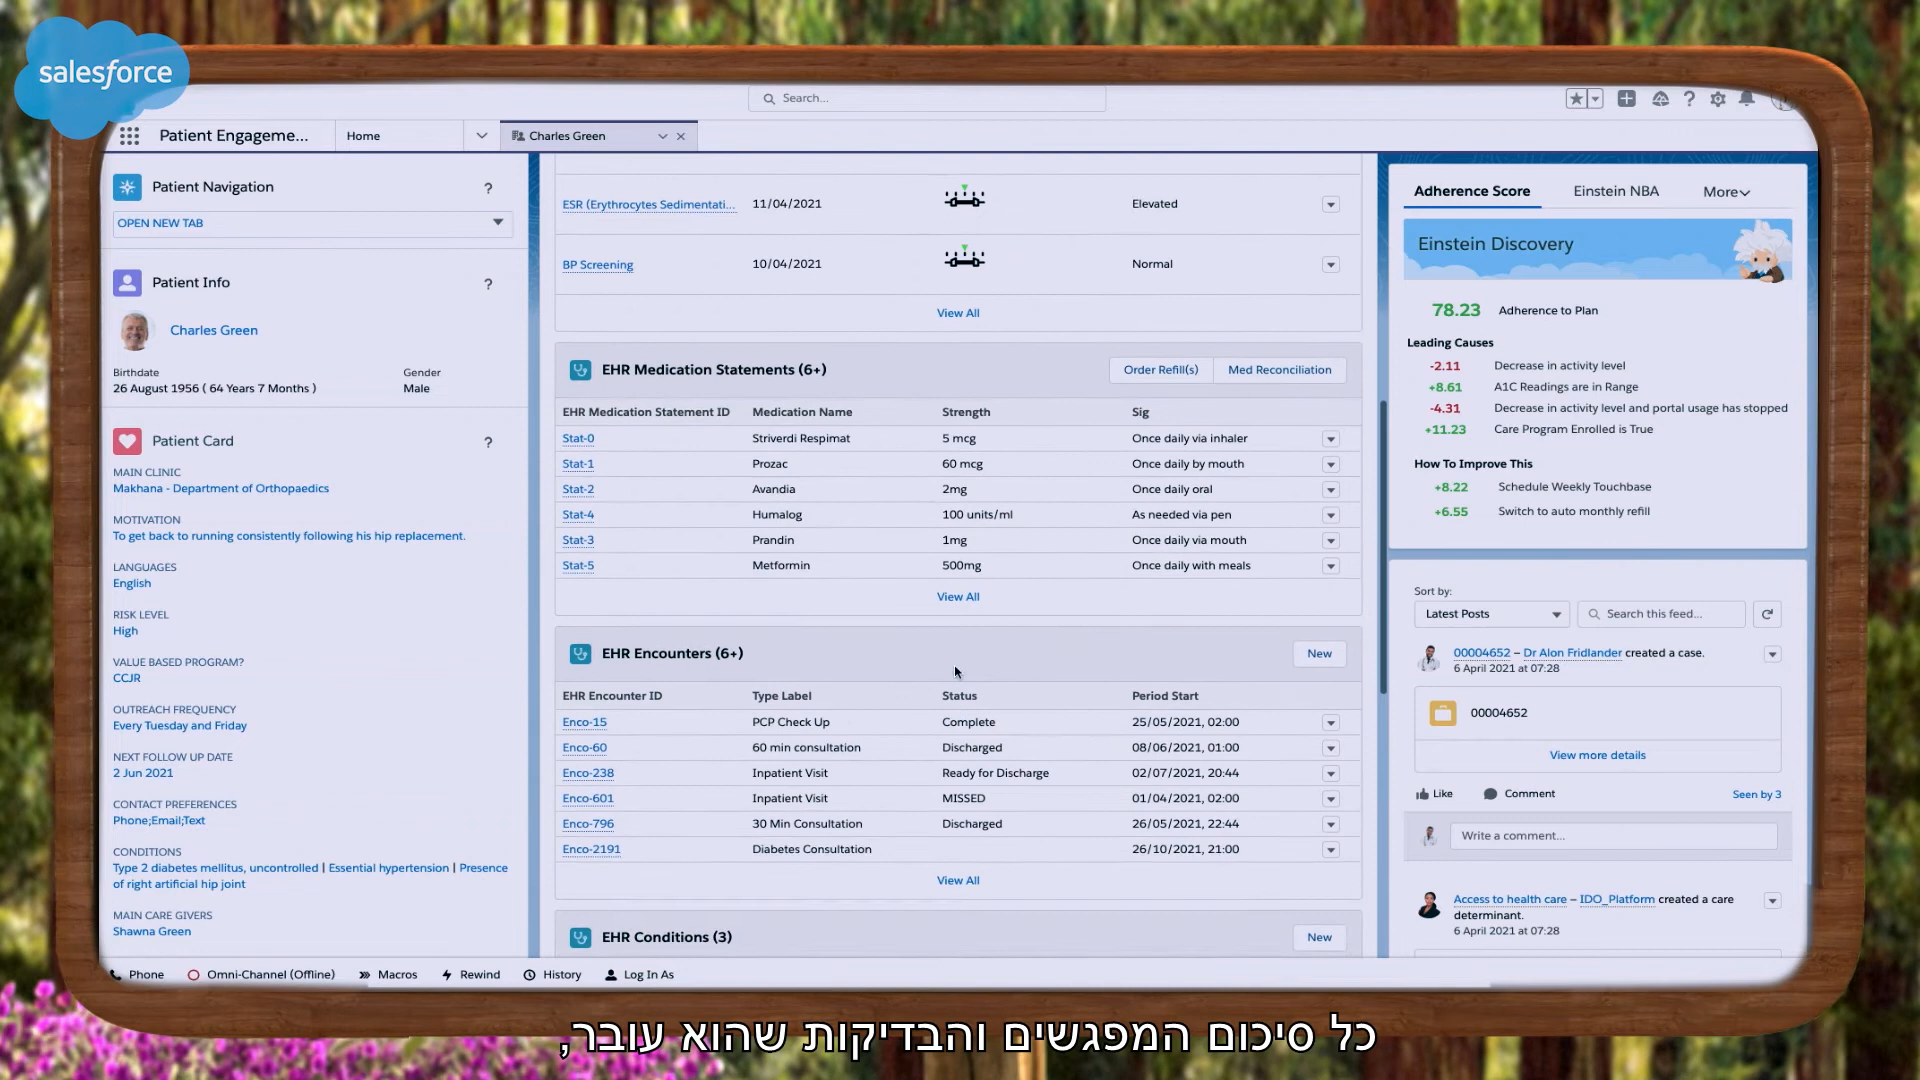 salesforce
Search...
Patient Engageme...
Home
Charles Green
Patient Navigation
?
OPEN NEW TAB
Patient Info
?
Charles Green
Birthdate
Gender
26 August 1956 ( 64 Years 7 Months )
Male
Patient Card
?
MAIN CLINIC
Makhana - Department of Orthopaedics
MOTIVATION
To get back to running consistently following his hip replacement.
LANGUAGES
English
RISK LEVEL
High
VALUE BASED PROGRAM?
CCJR
OUTREACH FREQUENCY
Every Tuesday and Friday
NEXT FOLLOW UP DATE
2 Jun 2021
CONTACT PREFERENCES
Phone;Email;Text
CONDITIONS
Type 2 diabetes mellitus, uncontrolled | Essential hypertension | Presence
of right artificial hip joint
MAIN CARE GIVERS
Shawna Green
ESR (Erythrocytes Sedimentati... 11/04/2021 Elevated
BP Screening 10/04/2021 Normal
View All
EHR Medication Statements (6+)
Order Refill(s) Med Reconciliation
EHR Medication Statement ID Medication Name Strength Sig
Stat-0 Striverdi Respimat 5 mcg Once daily via inhaler
Stat-1 Prozac 60 mcg Once daily by mouth
Stat-2 Avandia 2mg Once daily oral
Stat-4 Humalog 100 units/ml As needed via pen
Stat-3 Prandin 1mg Once daily via mouth
Stat-5 Metformin 500mg Once daily with meals
View All
EHR Encounters (6+)
New
EHR Encounter ID Type Label Status Period Start
Enco-15 PCP Check Up Complete 25/05/2021, 02:00
Enco-60 60 min consultation Discharged 08/06/2021, 01:00
Enco-238 Inpatient Visit Ready for Discharge 02/07/2021, 20:44
Enco-601 Inpatient Visit MISSED 01/04/2021, 02:00
Enco-796 30 Min Consultation Discharged 26/05/2021, 22:44
Enco-2191 Diabetes Consultation 26/10/2021, 21:00
View All
EHR Conditions (3)
New
Adherence Score Einstein NBA More
Einstein Discovery
78.23 Adherence to Plan
Leading Causes
-2.11 Decrease in activity level
+8.61 A1C Readings are in Range
-4.31 Decrease in activity level and portal usage has stopped
+11.23 Care Program Enrolled is True
How To Improve This
+8.22 Schedule Weekly Touchbase
+6.55 Switch to auto monthly refill
Sort by:
Latest Posts
Search this feed...
00004652 – Dr Alon Fridlander created a case.
6 April 2021 at 07:28
00004652
View more details
Like Comment Seen by 3
Write a comment...
Access to health care – IDO_Platform created a care
determinant.
6 April 2021 at 07:28
Phone Omni-Channel (Offline) Macros Rewind History Log In As
כל סיכום המפגשים והבדיקות שהוא עובר,